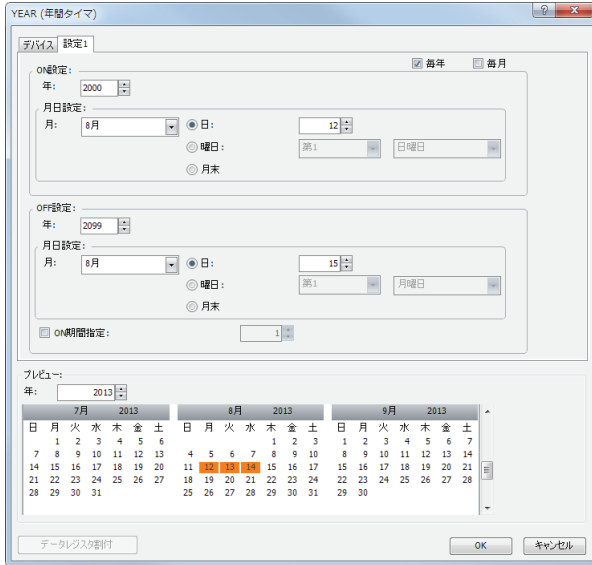 YEAR (年間タイマ)
デバイス 設定1
毎年 毎月
ON設定:
年: 2000
月日設定:
月: 8月 日: 12
曜日: 第1 日曜日
月末
OFF設定:
年: 2099
月日設定:
月: 8月 日: 15
曜日: 第1 月曜日
月末
ON期間指定: 1
プレビュー:
年: 2013
7月 2013 8月 2013 9月 2013
日 月 火 水 木 金 土 日 月 火 水 木 金 土 日 月 火 水 木 金 土
1 2 3 4 5 6 1 2 3 1 2 3 4 5 6 7
7 8 9 10 11 12 13 4 5 6 7 8 9 10 8 9 10 11 12 13 14
14 15 16 17 18 19 20 11 12 13 14 15 16 17 15 16 17 18 19 20 21
21 22 23 24 25 26 27 18 19 20 21 22 23 24 22 23 24 25 26 27 28
28 29 30 31 25 26 27 28 29 30 31 29 30
データレジスタ割付 OK キャンセル